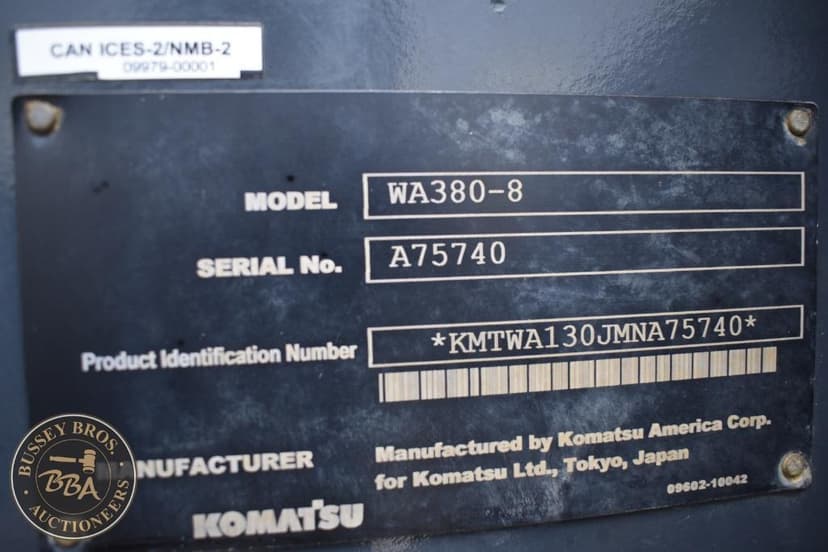 CAN ICES-2/NMB-2
09979-00001
MODEL WA380-8
SERIAL No. A75740
Product Identification Number *KMTWA130JMNA75740*
NUFACTURER Manufactured by Komatsu America Corp.
for Komatsu Ltd., Tokyo, Japan
09602-10042
KOMATSU
BUSSEY BROS.
BBA
AUCTIONEERS